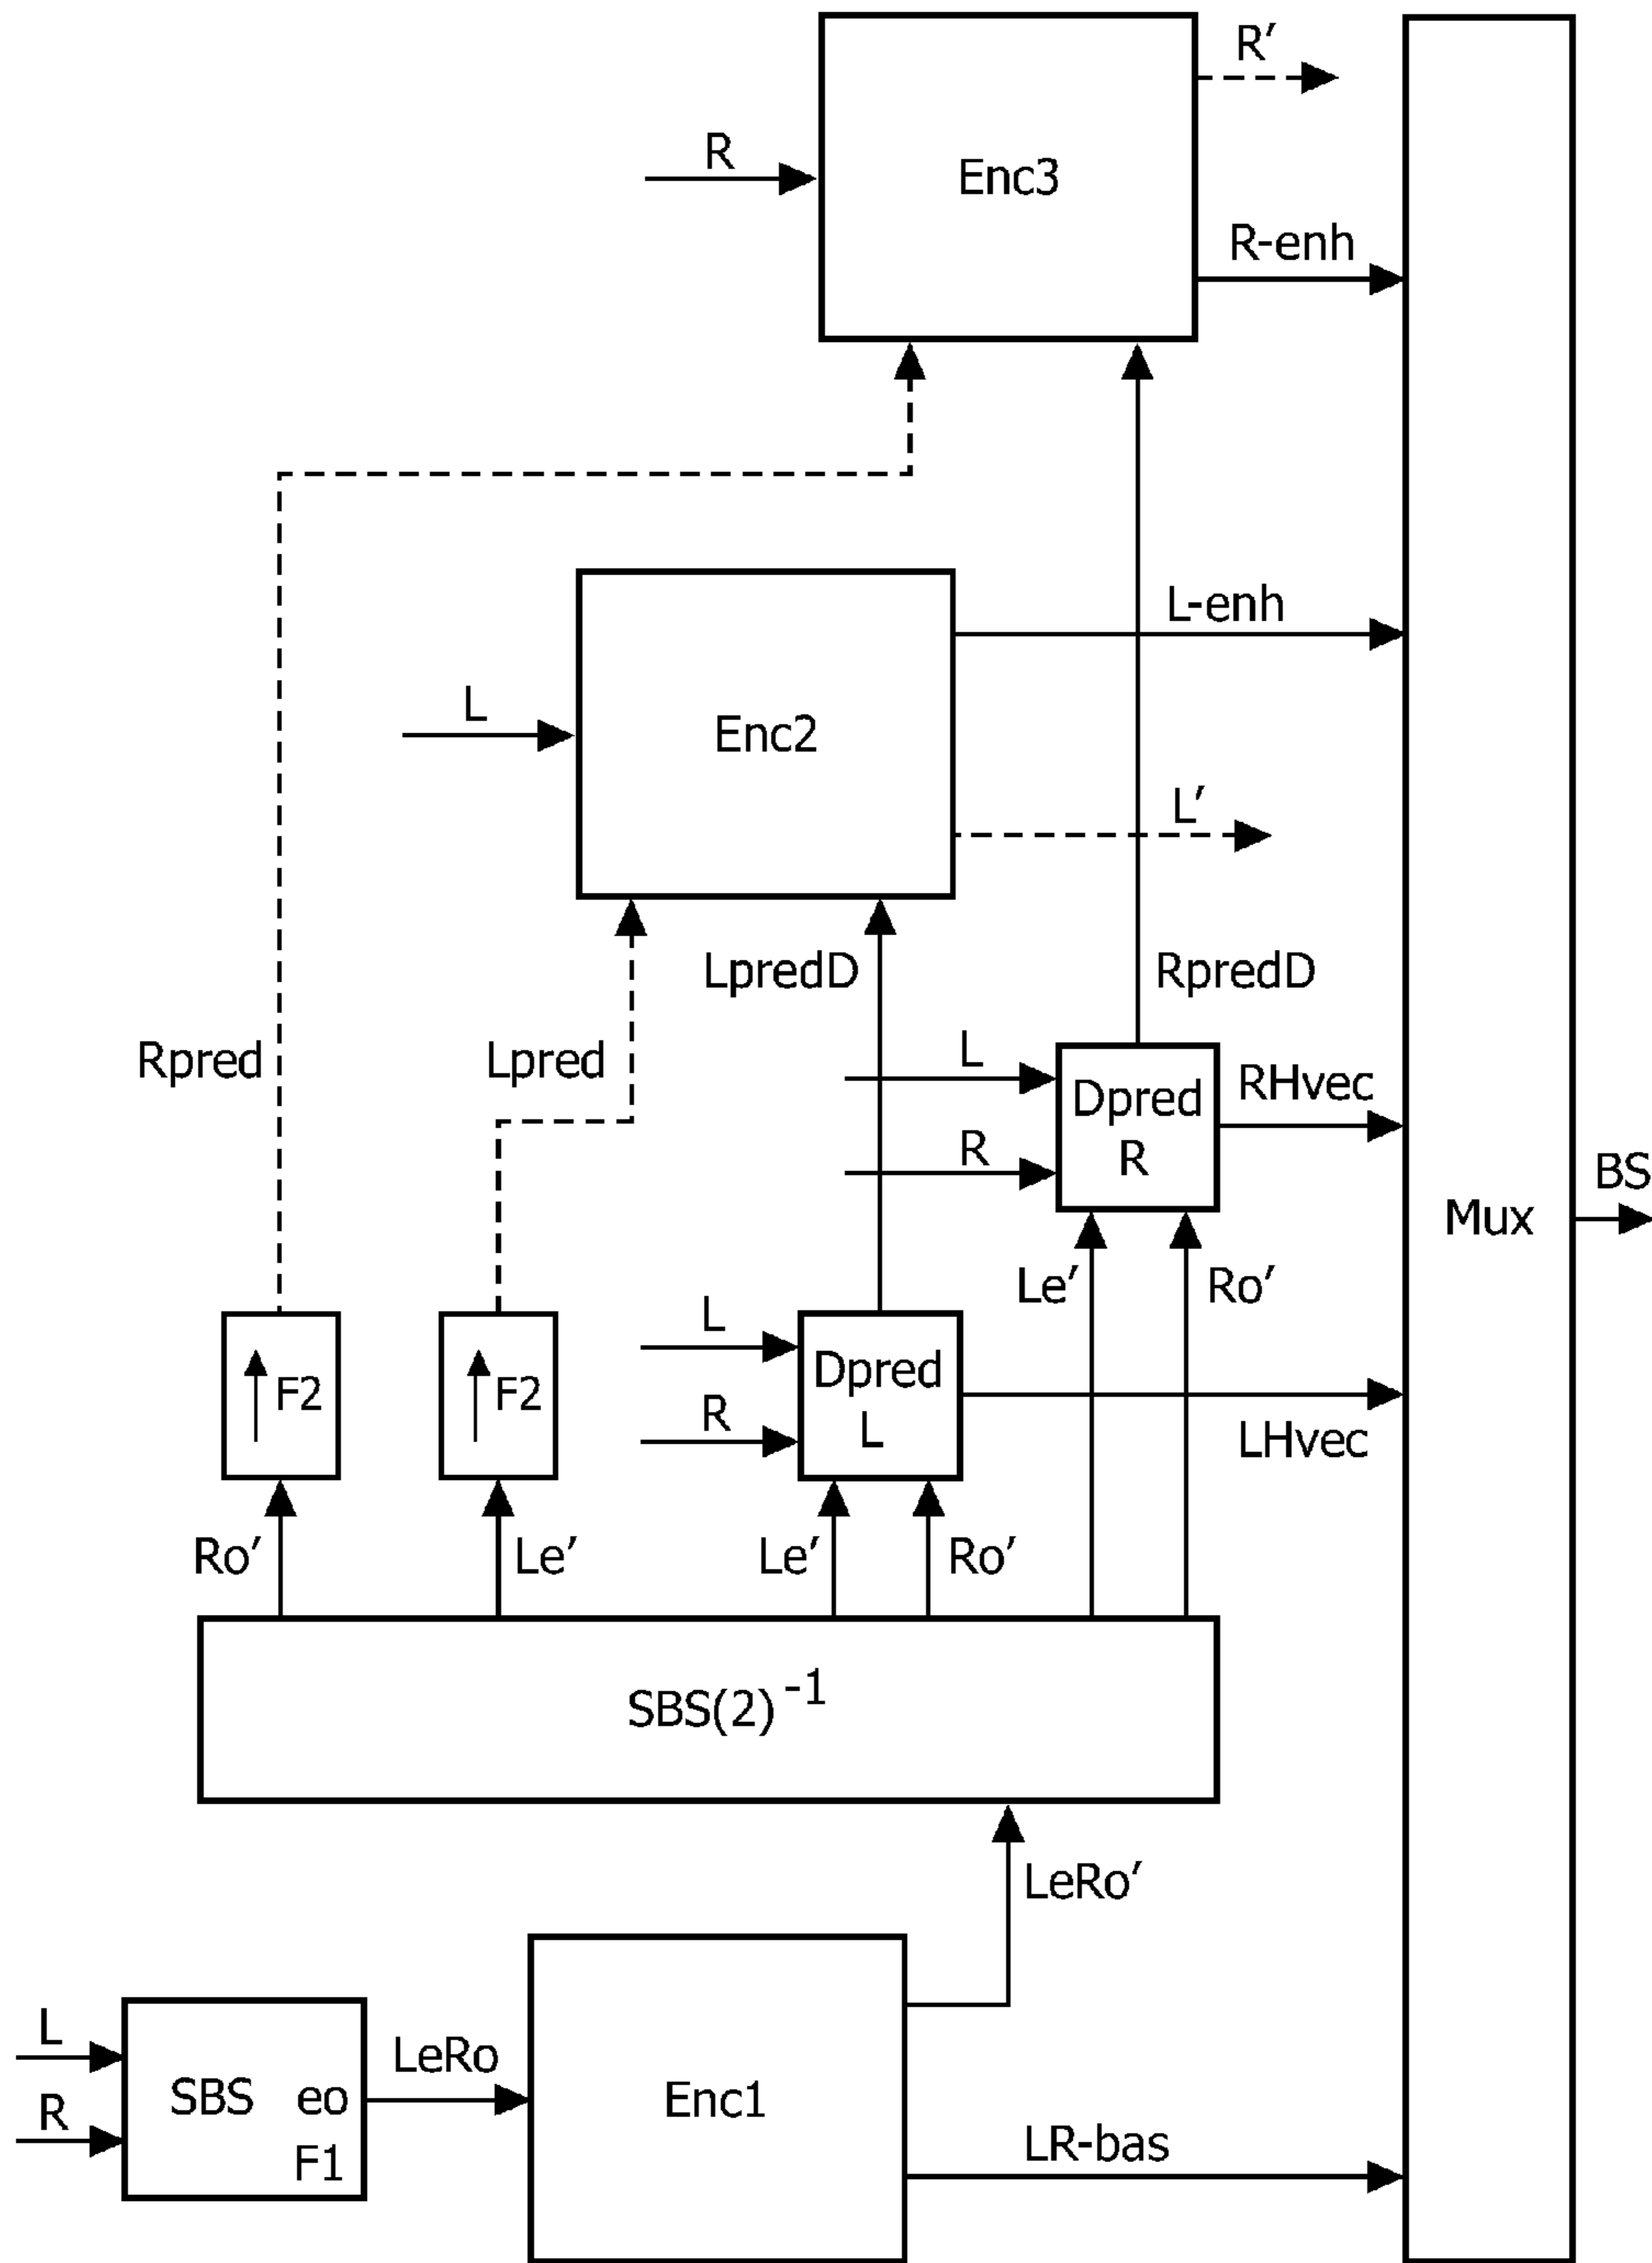 R′
R
Enc3
R-enh
L-enh
L
Enc2
L′
LpredD
RpredD
Rpred
Lpred
L
Dpred
R
RHvec
R
BS
Mux
Le′
Ro′
L
F2
F2
Dpred
L
R
LHvec
Ro′
Le′
Le′
Ro′
SBS(2)⁻¹
LeRo′
L
LeRo
SBS eo
F1
R
Enc1
LR-bas